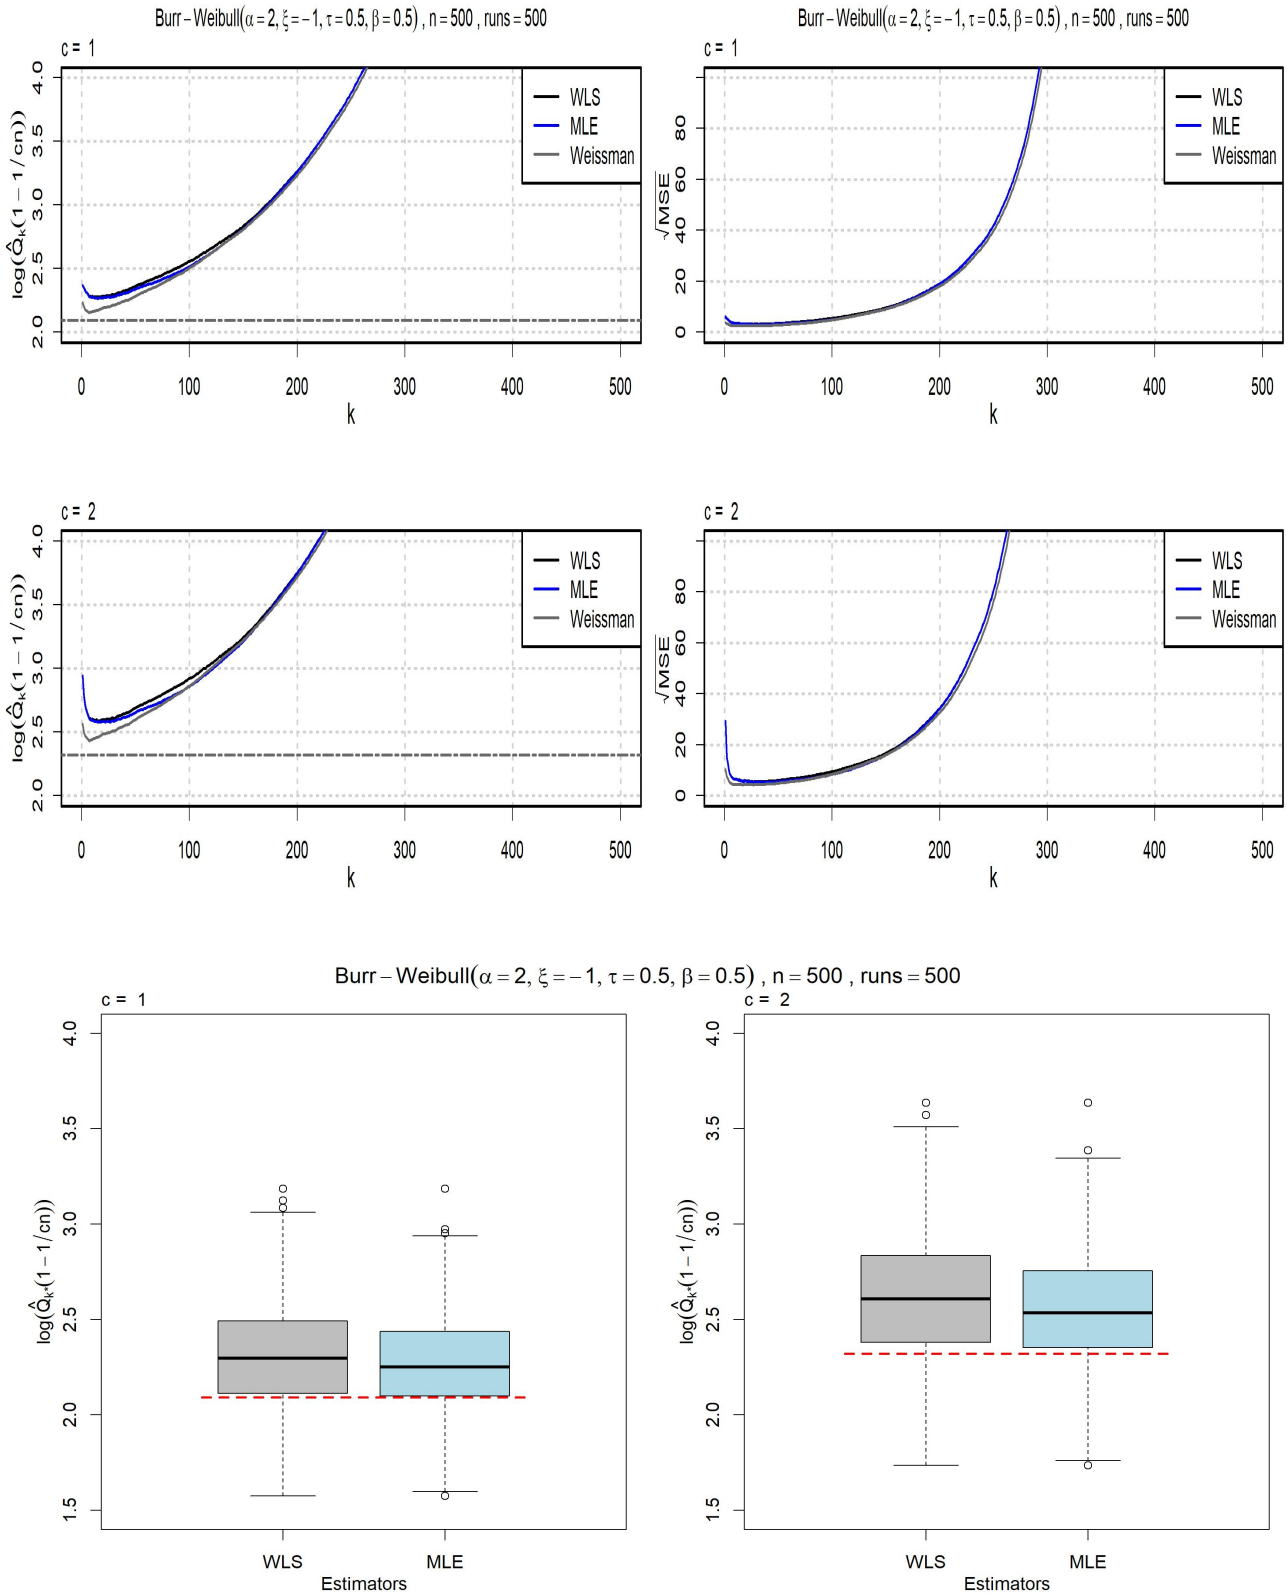 Burr−Weibull(α=2, ξ=−1, τ=0.5, β=0.5) , n=500 , runs=500
c = 1
log(Q̂k(1 − 1/cn))
4.0
3.5
3.0
2.5
2.0
WLS
MLE
Weissman
0 100 200 300 400 500
k
Burr−Weibull(α=2, ξ=−1, τ=0.5, β=0.5) , n=500 , runs=500
c = 1
√MSE
80
60
40
20
0
WLS
MLE
Weissman
0 100 200 300 400 500
k
c = 2
log(Q̂k(1 − 1/cn))
4.0
3.5
3.0
2.5
2.0
WLS
MLE
Weissman
0 100 200 300 400 500
k
c = 2
√MSE
80
60
40
20
0
WLS
MLE
Weissman
0 100 200 300 400 500
k
Burr−Weibull(α=2, ξ=−1, τ=0.5, β=0.5) , n=500 , runs=500
c = 1
log(Q̂k*(1 − 1/cn))
4.0
3.5
3.0
2.5
2.0
1.5
WLS MLE
Estimators
c = 2
log(Q̂k*(1 − 1/cn))
4.0
3.5
3.0
2.5
2.0
1.5
WLS MLE
Estimators